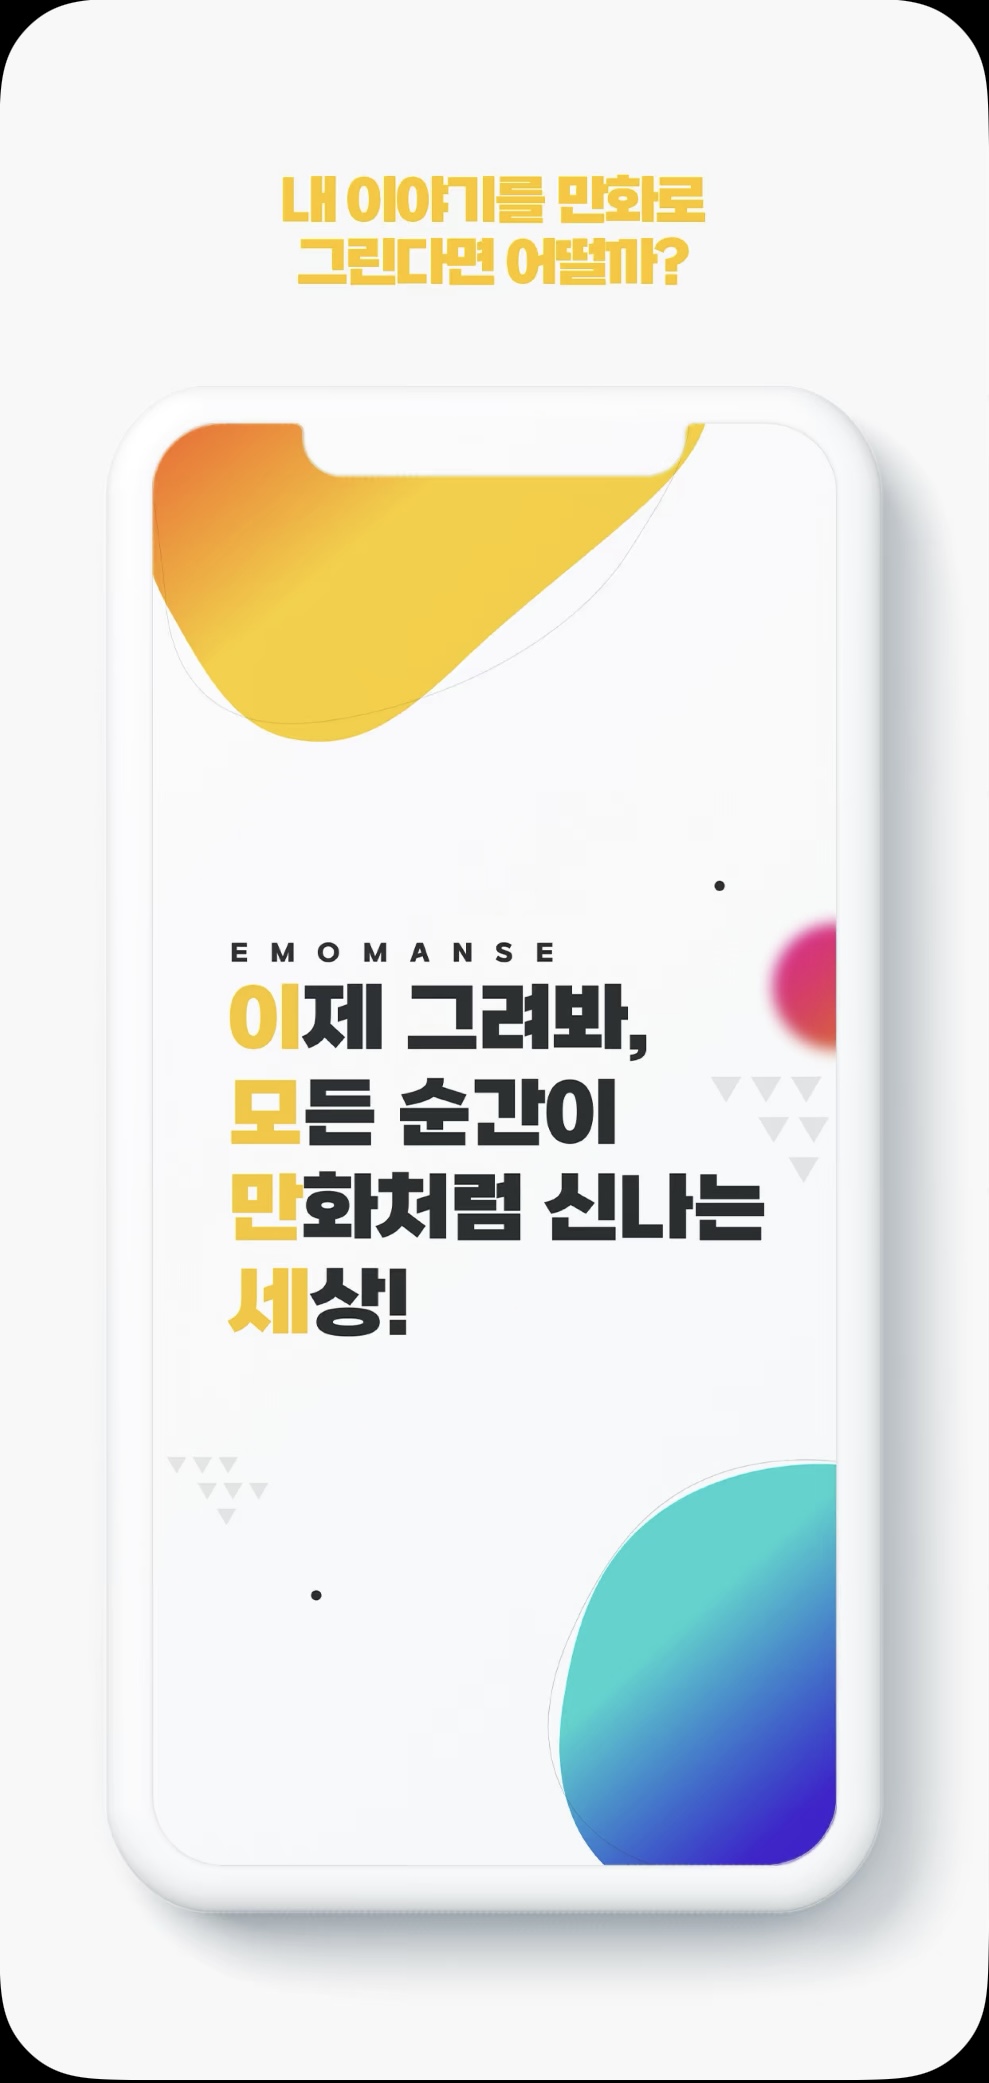 내 이야기를 만화로
그린다면 어떨까?
EMOMANSE
이제 그려봐,
모든 순간이
만화처럼 신나는
세상!